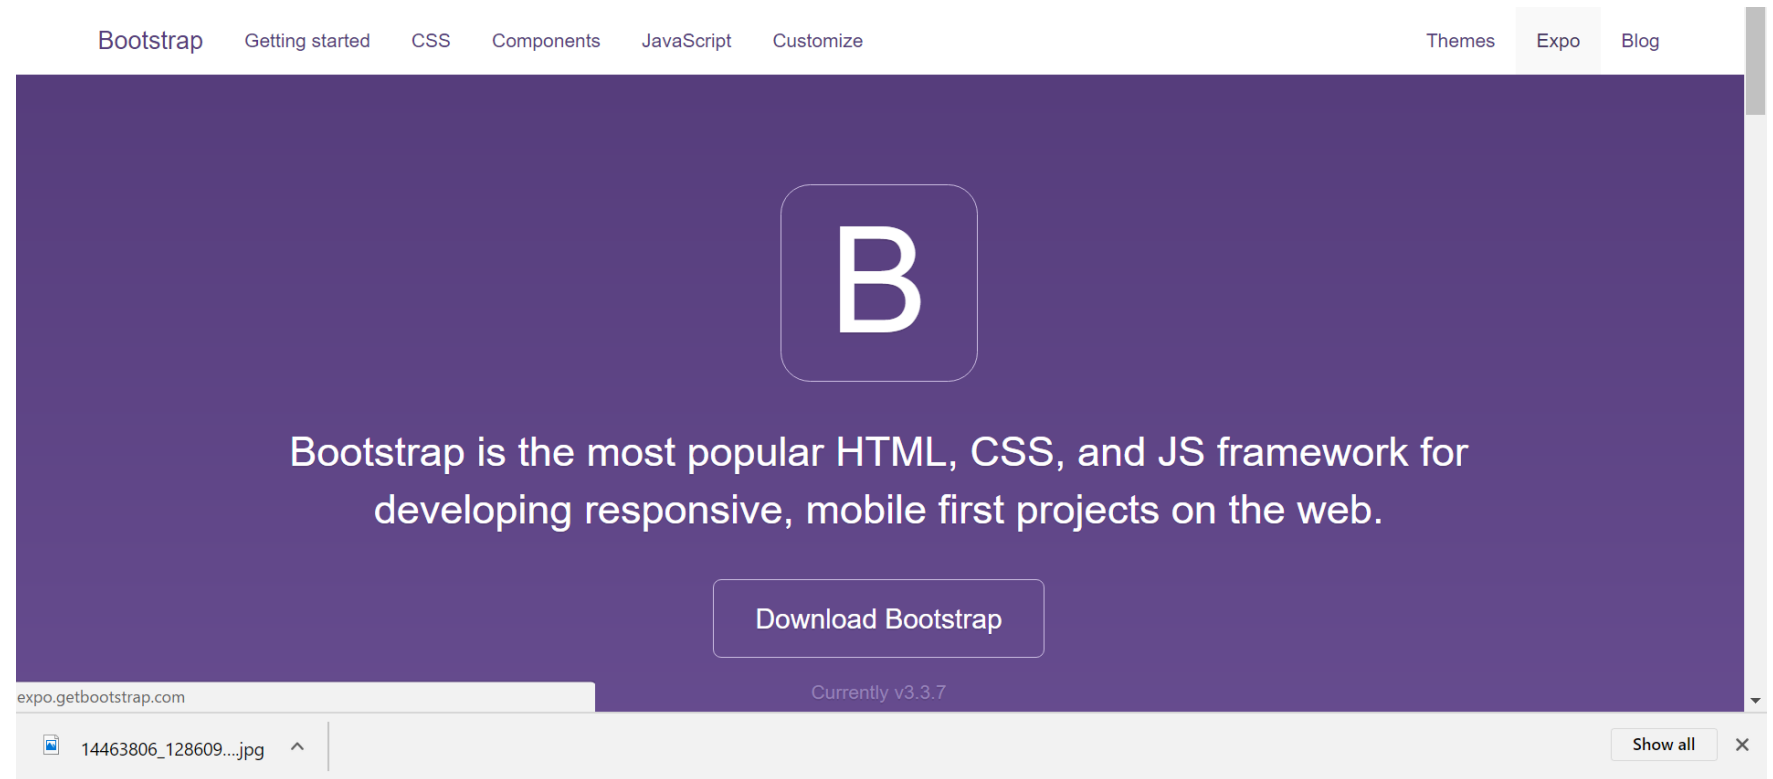 Bootstrap Getting started CSS Components JavaScript Customize Themes Expo Blog
B
Bootstrap is the most popular HTML, CSS, and JS framework for
developing responsive, mobile first projects on the web.
Download Bootstrap
Currently v3.3.7
expo.getbootstrap.com
14463806_128609....jpg
Show all